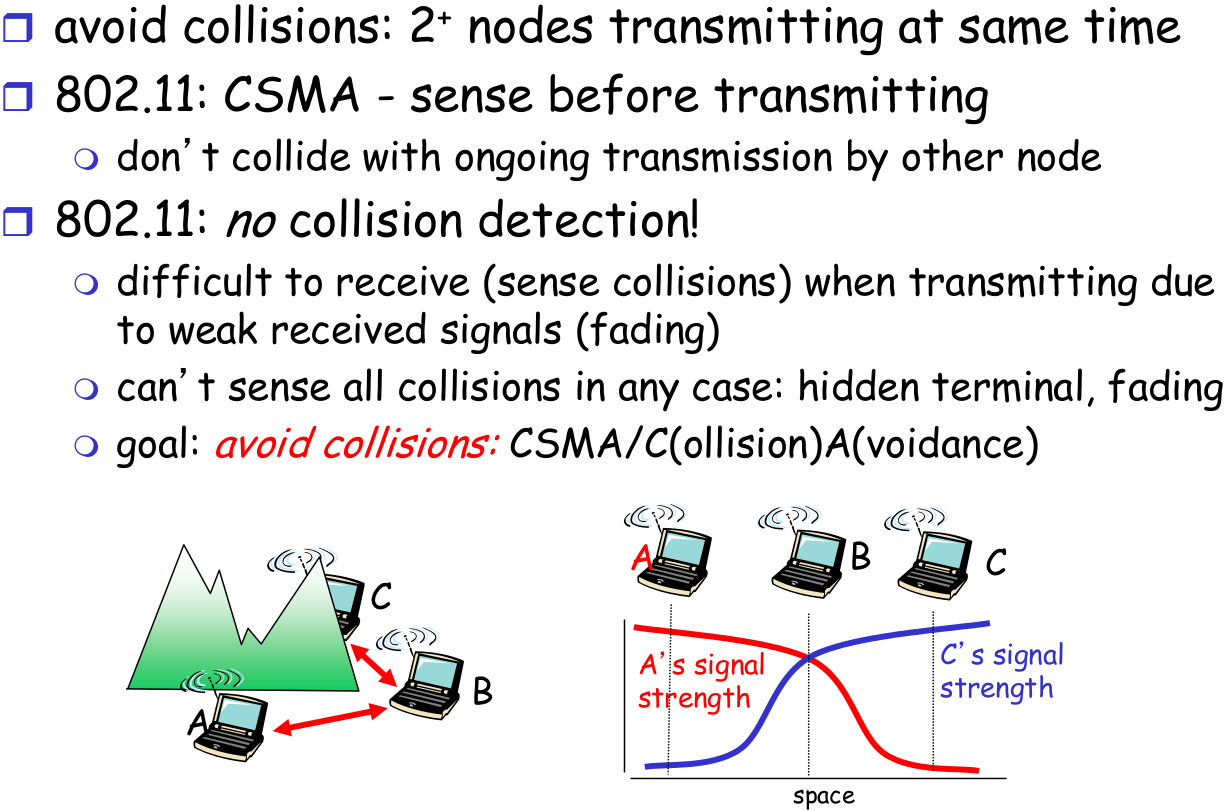 avoid collisions: 2+ nodes transmitting at same time
802.11: CSMA - sense before transmitting
don't collide with ongoing transmission by other node
802.11: no collision detection!
difficult to receive (sense collisions) when transmitting due
to weak received signals (fading)
can't sense all collisions in any case: hidden terminal, fading
goal: avoid collisions: CSMA/C(ollision)A(voidance)
C
B
A
A
B
C
A's signal
strength
C's signal
strength
space